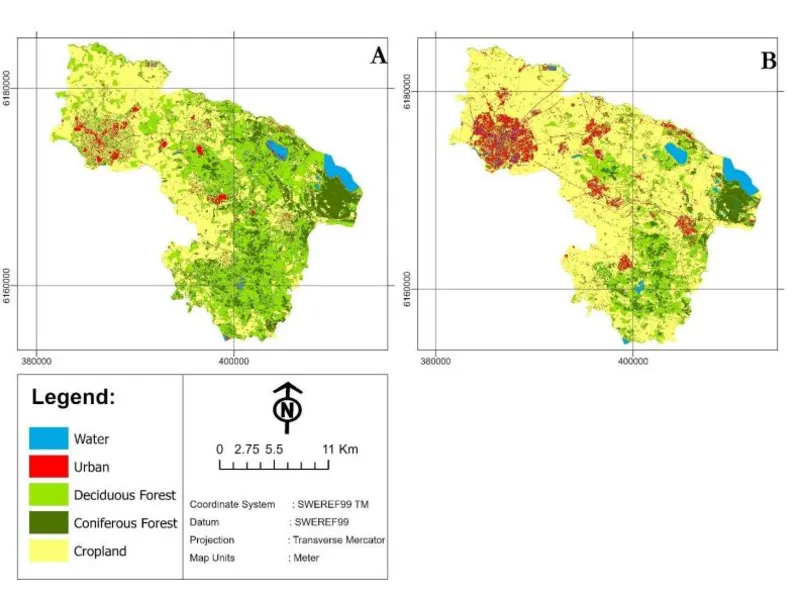 A
B
6180000
6160000
380000
400000
6180000
6160000
380000
400000
Legend:
Water
Urban
Deciduous Forest
Coniferous Forest
Cropland
N
0 2.75 5.5 11 Km
Coordinate System : SWEREF99 TM
Datum : SWEREF99
Projection : Transverse Mercator
Map Units : Meter